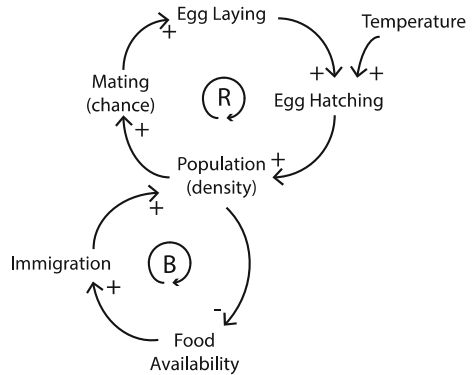 Egg Laying
Temperature
+
+ +
Mating
(chance)
R
Egg Hatching
+
Population +
(density)
+
Immigration
B
+
-
Food
Availability